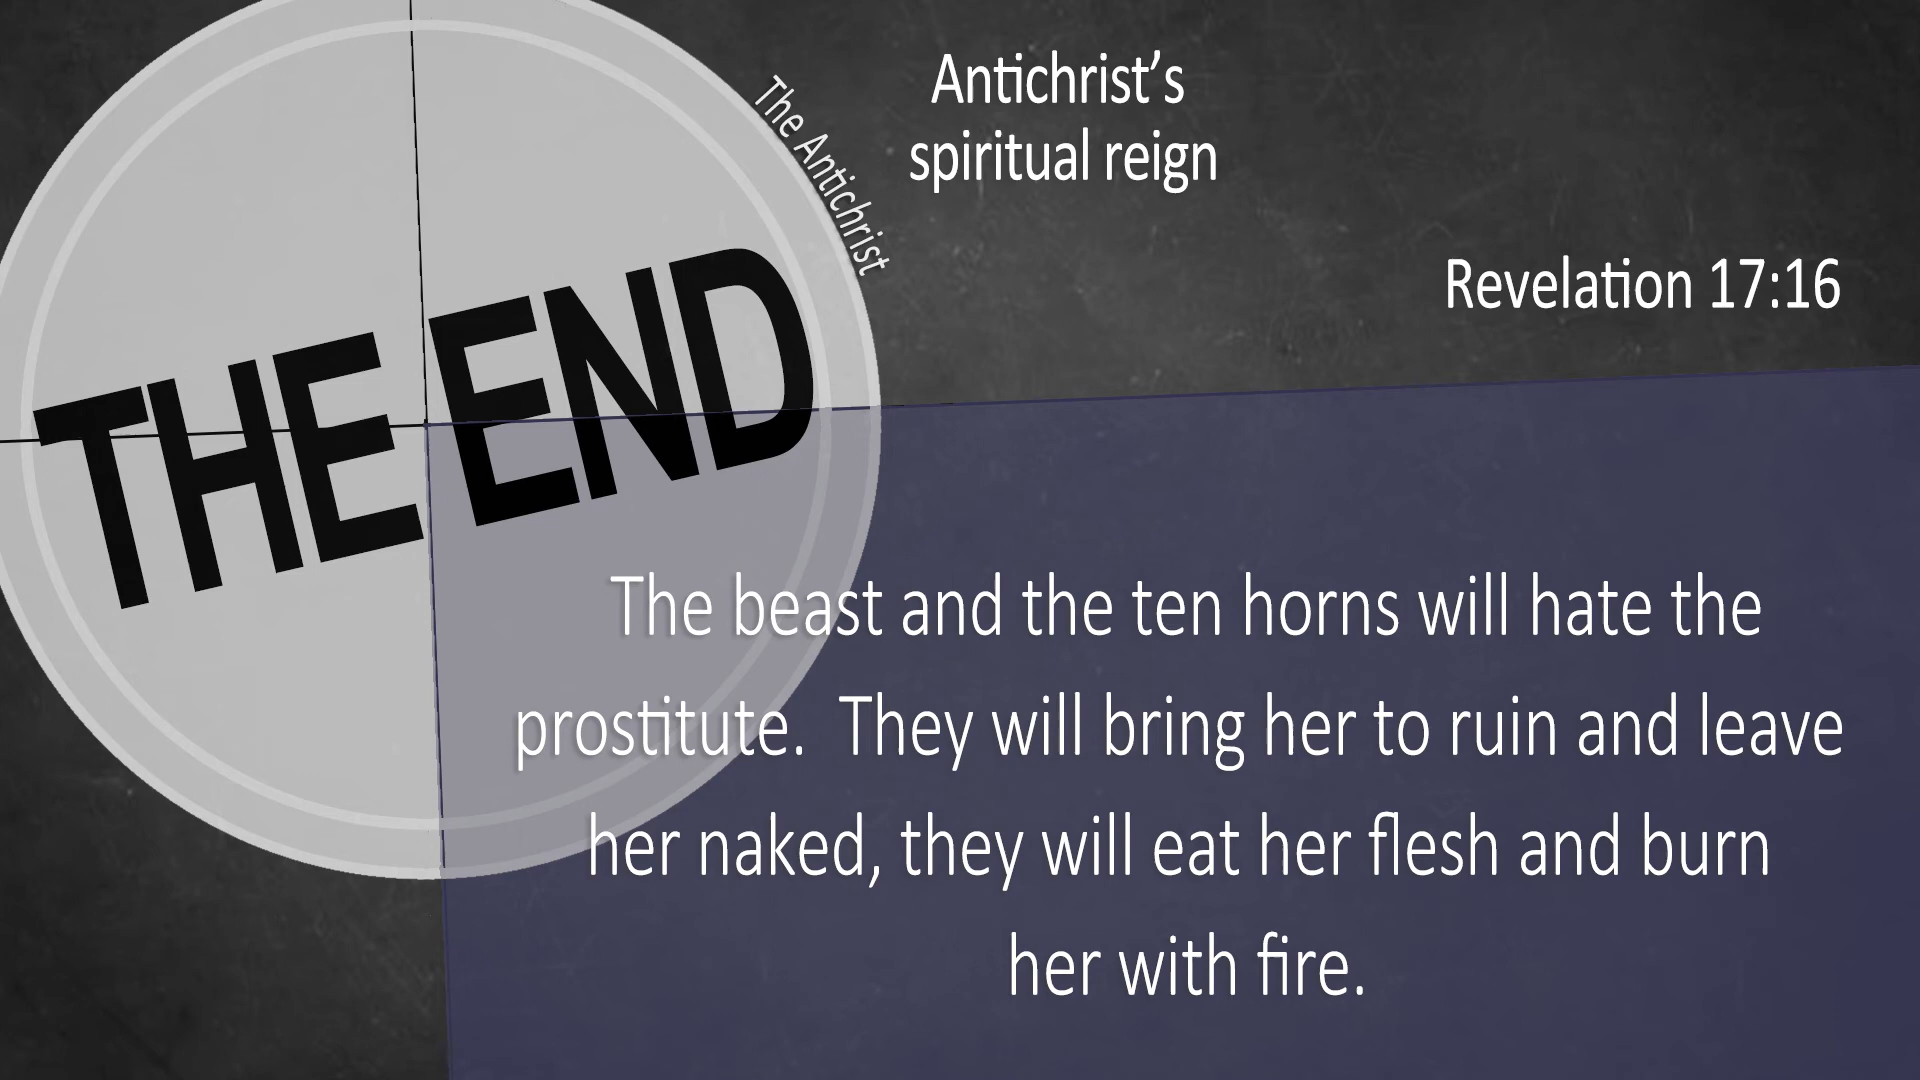 THE END
The Antichrist
Antichrist’s
spiritual reign
Revelation 17:16
The beast and the ten horns will hate the
prostitute.  They will bring her to ruin and leave
her naked, they will eat her flesh and burn
her with fire.